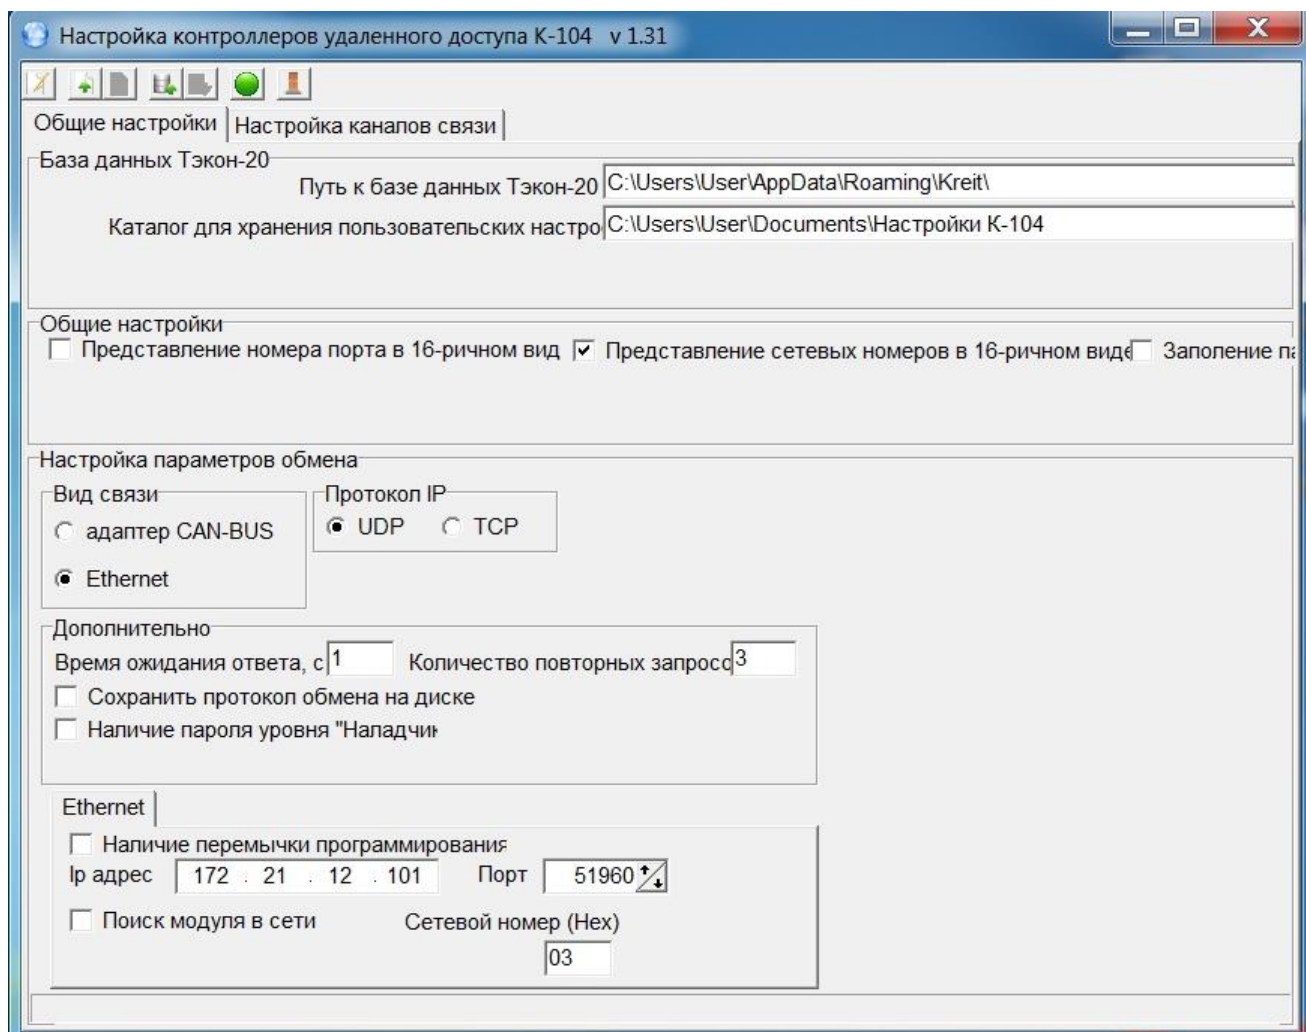 Настройка контроллеров удаленного доступа К-104 v 1.31
Общие настройки Настройка каналов связи
База данных Тэкон-20
Путь к базе данных Тэкон-20 C:\Users\User\AppData\Roaming\Kreit\
Каталог для хранения пользовательских настро C:\Users\User\Documents\Настройки К-104
Общие настройки
Представление номера порта в 16-ричном вид Представление сетевых номеров в 16-ричном виде Заполение па
Настройка параметров обмена
Вид связи Протокол IP
адаптер CAN-BUS UDP TCP
Ethernet
Дополнительно
Время ожидания ответа, с 1 Количество повторных запросо 3
Сохранить протокол обмена на диске
Наличие пароля уровня "Наладчик
Ethernet
Наличие перемычки программирования
Ip адрес 172 . 21 . 12 . 101 Порт 51960
Поиск модуля в сети Сетевой номер (Hex)
03